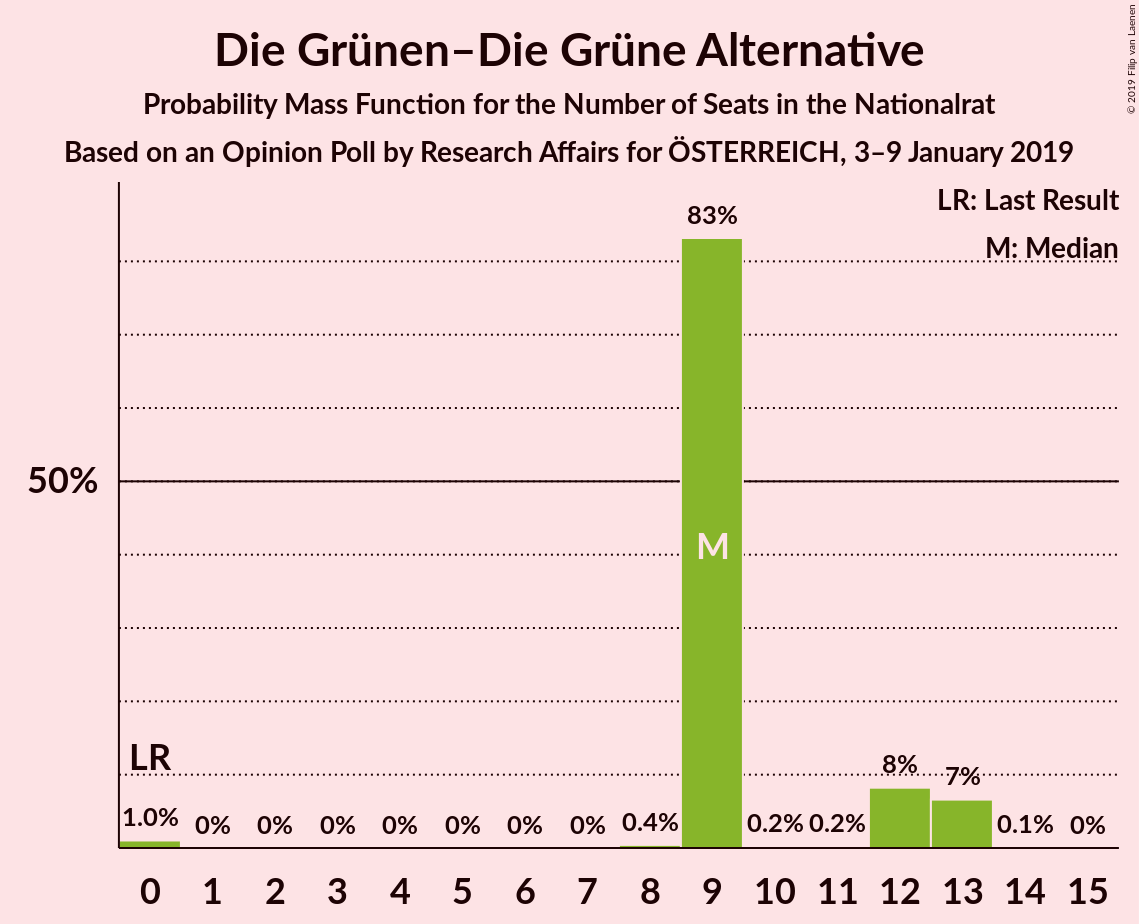 Die Grünen–Die Grüne Alternative
Probability Mass Function for the Number of Seats in the Nationalrat
Based on an Opinion Poll by Research Affairs for ÖSTERREICH, 3–9 January 2019
© 2019 Filip van Laenen
LR: Last Result
M: Median
83%
50%
M
LR
1.0% 0% 0% 0% 0% 0% 0% 0% 0.4% 0.2% 0.2% 8% 7% 0.1% 0%
0 1 2 3 4 5 6 7 8 9 10 11 12 13 14 15